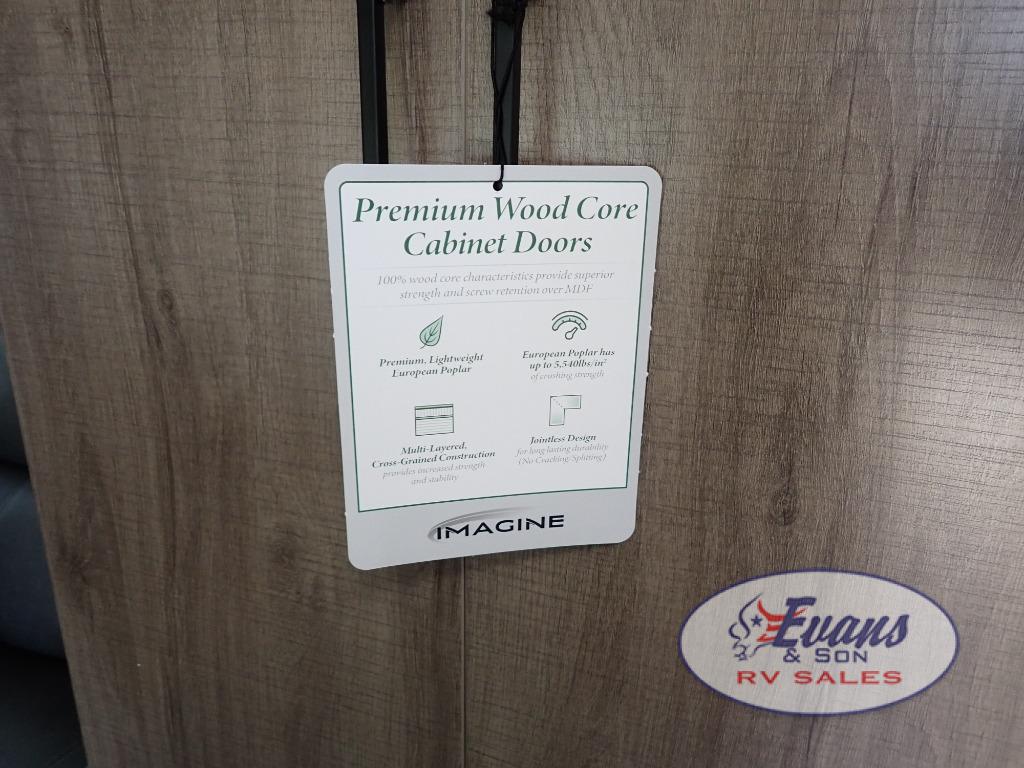 Premium Wood Core
Cabinet Doors
100% wood core characteristics provide superior
strength and screw retention over MDF
Premium, Lightweight
European Poplar
European Poplar has
up to 5,540lbs/in²
of crushing strength
Multi-Layered,
Cross-Grained Construction
provides increased strength
and stability
Jointless Design
for long lasting durability
(No Cracking/Splitting)
IMAGINE
Evans
& SON
RV SALES